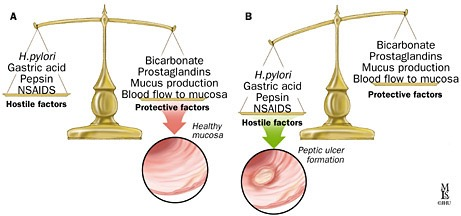 A
H.pylori
Gastric acid
Pepsin
NSAIDS
Hostile factors
Bicarbonate
Prostaglandins
Mucus production
Blood flow to mucosa
Protective factors
Healthy
mucosa
B
H.pylori
Gastric acid
Pepsin
NSAIDS
Hostile factors
Bicarbonate
Prostaglandins
Mucus production
Blood flow to mucosa
Protective factors
Peptic ulcer
formation
©JHU